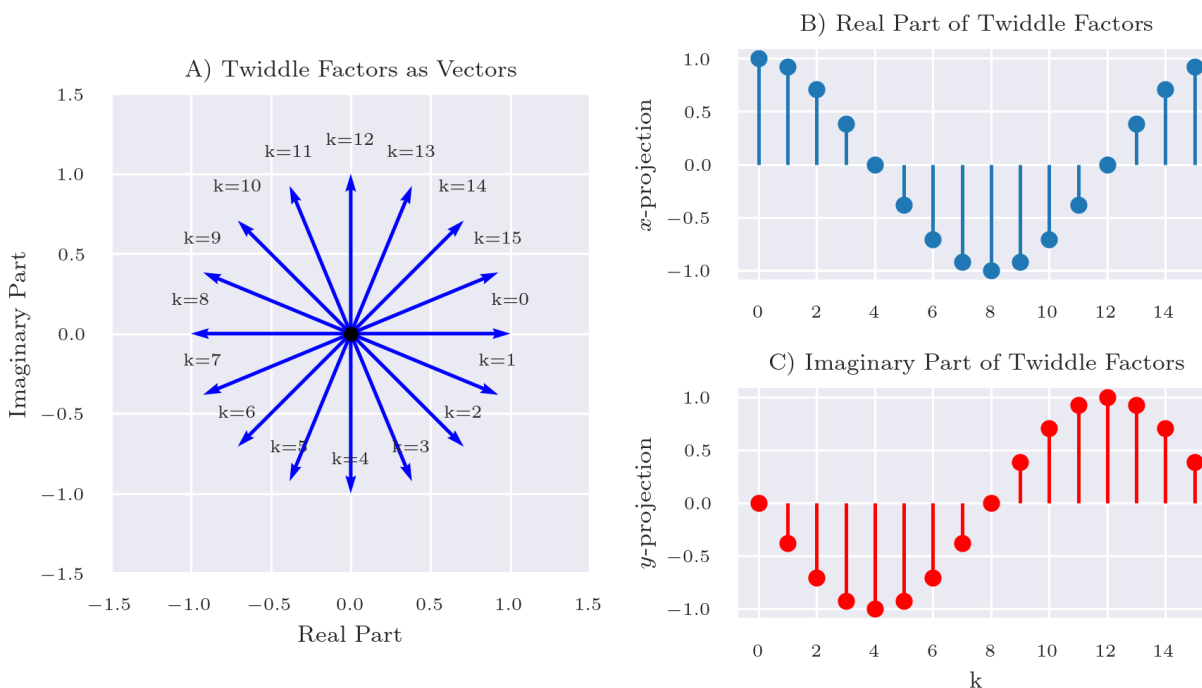 A) Twiddle Factors as Vectors
1.5
1.0
0.5
0.0
−0.5
−1.0
−1.5
Imaginary Part
k=12
k=11
k=13
k=10
k=14
k=9
k=15
k=8
k=0
k=7
k=1
k=6
k=2
k=5
k=3
k=4
−1.5 −1.0 −0.5 0.0 0.5 1.0 1.5
Real Part
B) Real Part of Twiddle Factors
1.0
0.5
0.0
−0.5
−1.0
x-projection
0 2 4 6 8 10 12 14
C) Imaginary Part of Twiddle Factors
1.0
0.5
0.0
−0.5
−1.0
y-projection
0 2 4 6 8 10 12 14
k